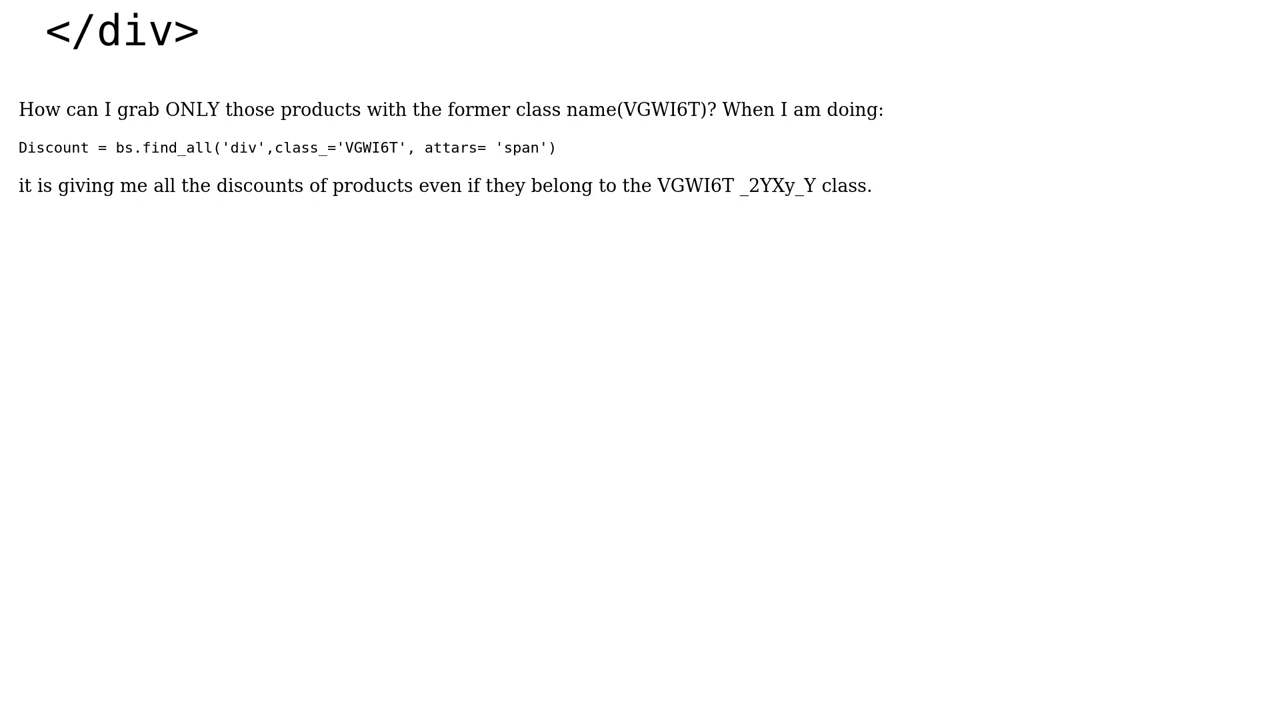 </div>
How can I grab ONLY those products with the former class name(VGWI6T)? When I am doing:
Discount = bs.find_all('div',class_='VGWI6T', attars= 'span')
it is giving me all the discounts of products even if they belong to the VGWI6T _2YXy_Y class.